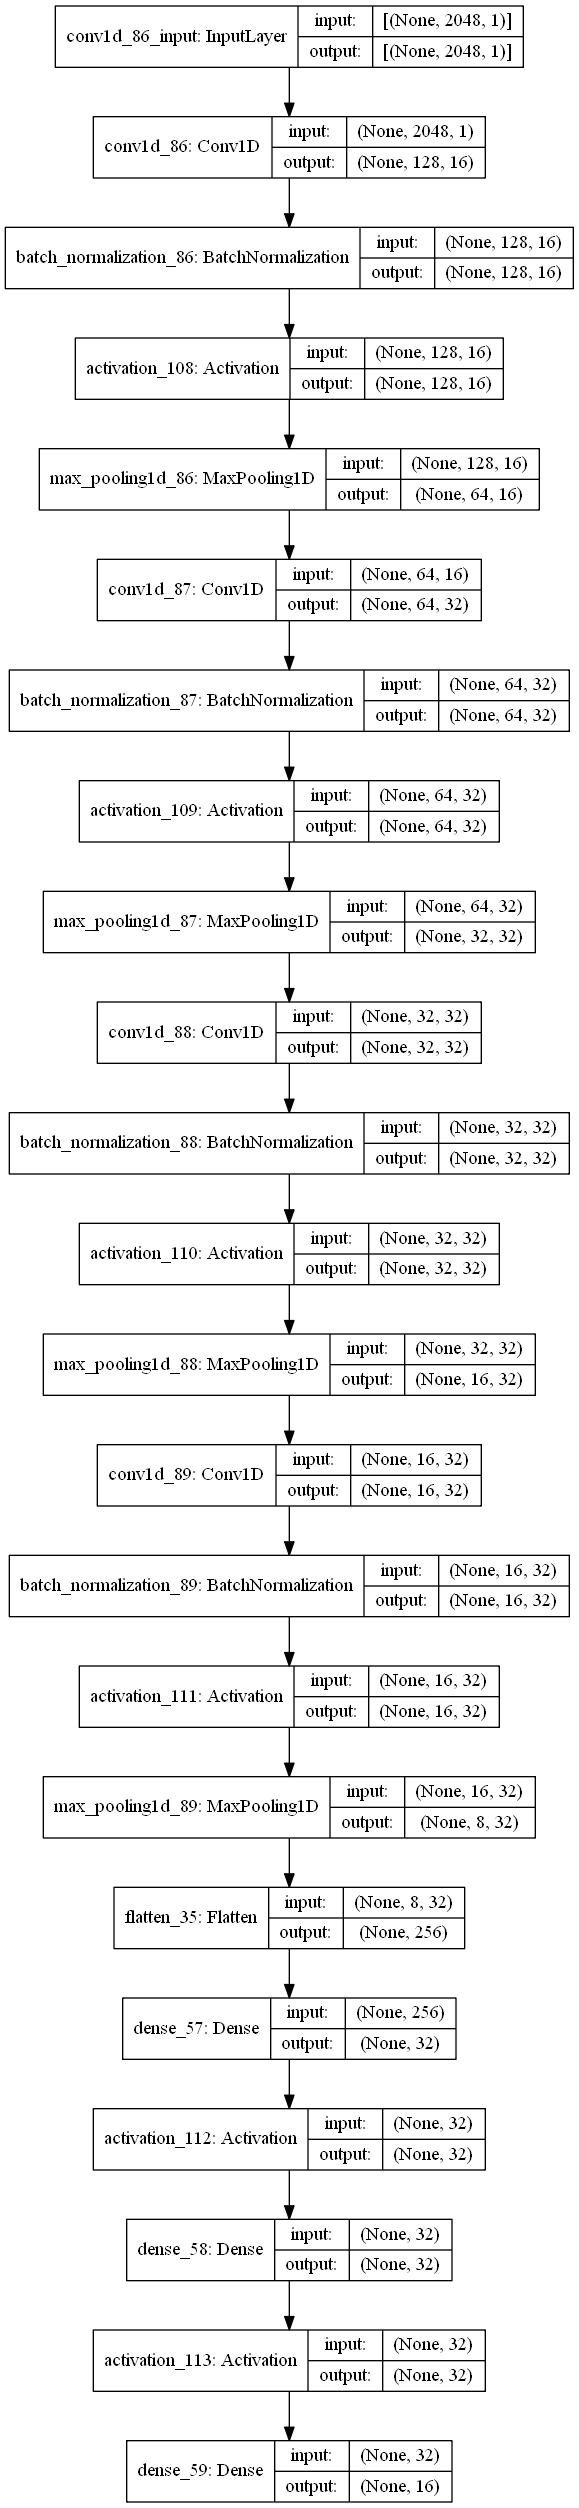 conv1d_86_input: InputLayer
input: [(None, 2048, 1)]
output: [(None, 2048, 1)]
conv1d_86: Conv1D
input: (None, 2048, 1)
output: (None, 128, 16)
batch_normalization_86: BatchNormalization
input: (None, 128, 16)
output: (None, 128, 16)
activation_108: Activation
input: (None, 128, 16)
output: (None, 128, 16)
max_pooling1d_86: MaxPooling1D
input: (None, 128, 16)
output: (None, 64, 16)
conv1d_87: Conv1D
input: (None, 64, 16)
output: (None, 64, 32)
batch_normalization_87: BatchNormalization
input: (None, 64, 32)
output: (None, 64, 32)
activation_109: Activation
input: (None, 64, 32)
output: (None, 64, 32)
max_pooling1d_87: MaxPooling1D
input: (None, 64, 32)
output: (None, 32, 32)
conv1d_88: Conv1D
input: (None, 32, 32)
output: (None, 32, 32)
batch_normalization_88: BatchNormalization
input: (None, 32, 32)
output: (None, 32, 32)
activation_110: Activation
input: (None, 32, 32)
output: (None, 32, 32)
max_pooling1d_88: MaxPooling1D
input: (None, 32, 32)
output: (None, 16, 32)
conv1d_89: Conv1D
input: (None, 16, 32)
output: (None, 16, 32)
batch_normalization_89: BatchNormalization
input: (None, 16, 32)
output: (None, 16, 32)
activation_111: Activation
input: (None, 16, 32)
output: (None, 16, 32)
max_pooling1d_89: MaxPooling1D
input: (None, 16, 32)
output: (None, 8, 32)
flatten_35: Flatten
input: (None, 8, 32)
output: (None, 256)
dense_57: Dense
input: (None, 256)
output: (None, 32)
activation_112: Activation
input: (None, 32)
output: (None, 32)
dense_58: Dense
input: (None, 32)
output: (None, 32)
activation_113: Activation
input: (None, 32)
output: (None, 32)
dense_59: Dense
input: (None, 32)
output: (None, 16)